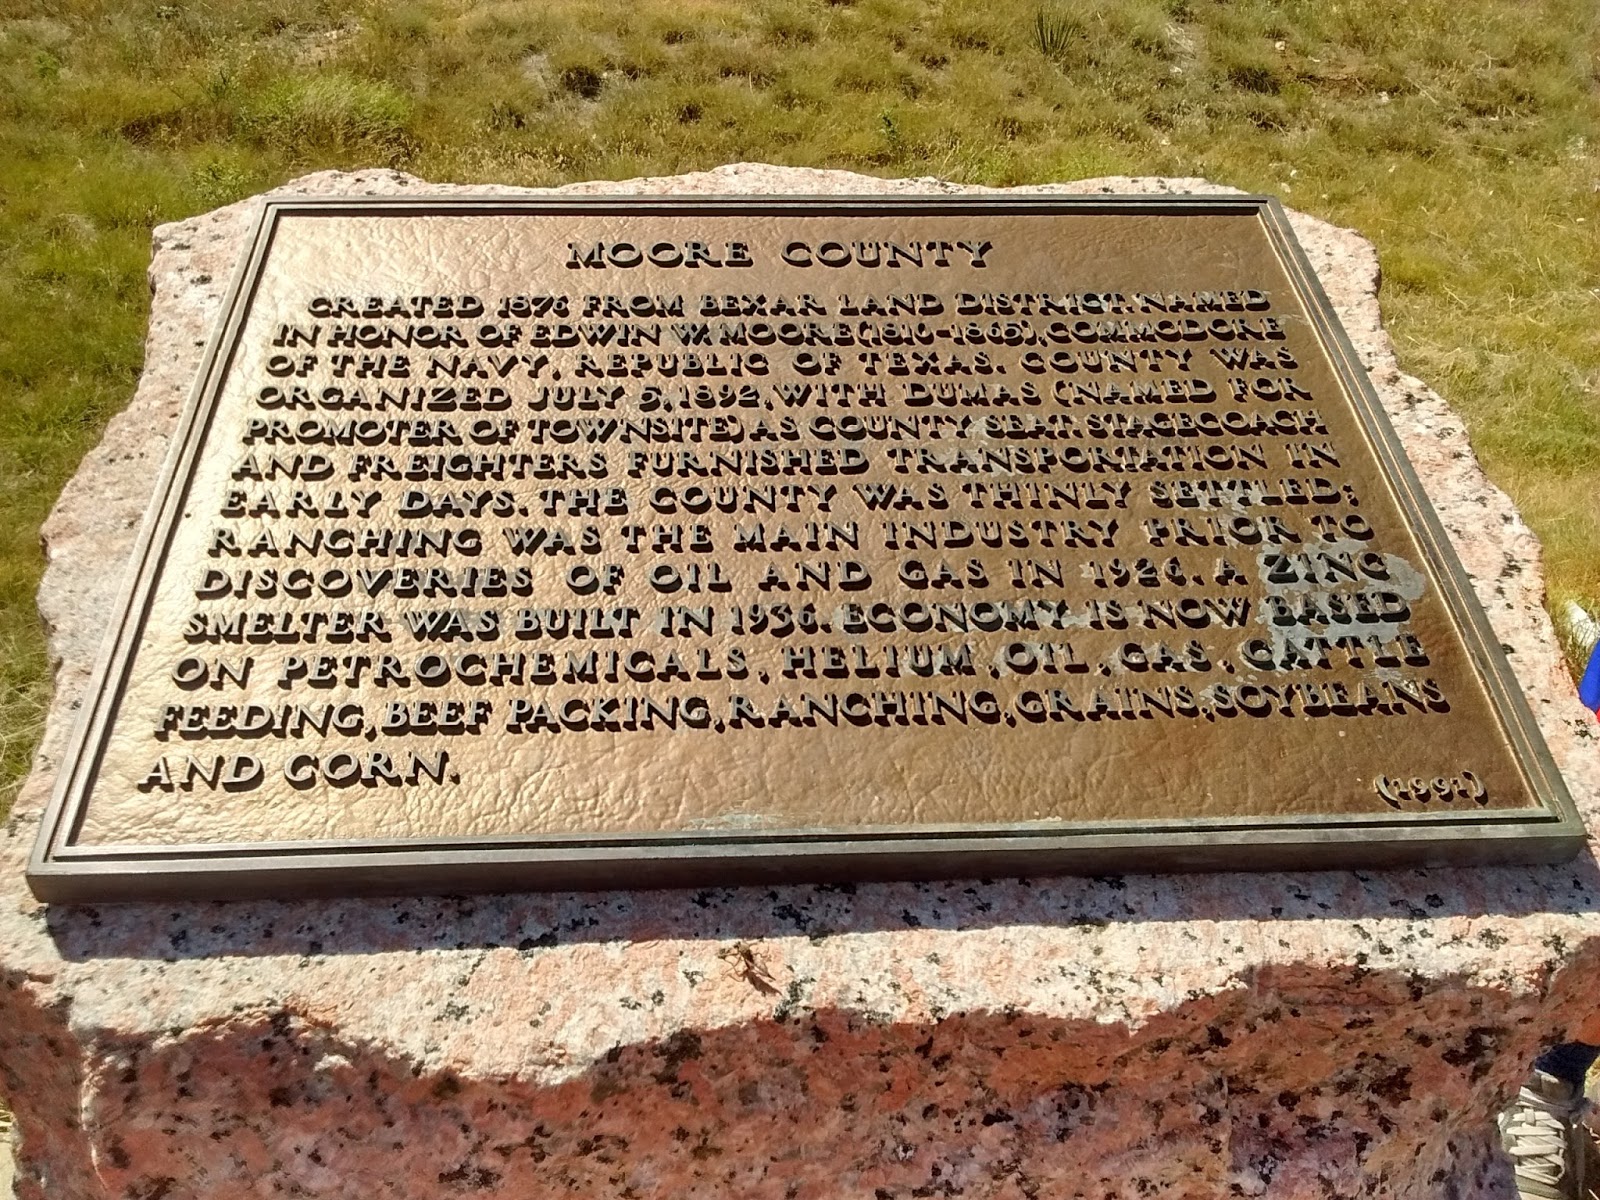 MOORE COUNTY
CREATED 1876 FROM BEXAR LAND DISTRICT. NAMED
IN HONOR OF EDWIN W. MOORE (1810-1865), COMMODORE
OF THE NAVY, REPUBLIC OF TEXAS. COUNTY WAS
ORGANIZED JULY 5, 1892, WITH DUMAS (NAMED FOR
PROMOTER OF TOWNSITE) AS COUNTY SEAT. STAGECOACH
AND FREIGHTERS FURNISHED TRANSPORTATION IN
EARLY DAYS. THE COUNTY WAS THINLY SETTLED;
RANCHING WAS THE MAIN INDUSTRY PRIOR TO
DISCOVERIES OF OIL AND GAS IN 1926. A ZINC
SMELTER WAS BUILT IN 1936. ECONOMY IS NOW BASED
ON PETROCHEMICALS, HELIUM, OIL, GAS, CATTLE
FEEDING, BEEF PACKING, RANCHING, GRAINS, SOYBEANS
AND CORN.
(1991)